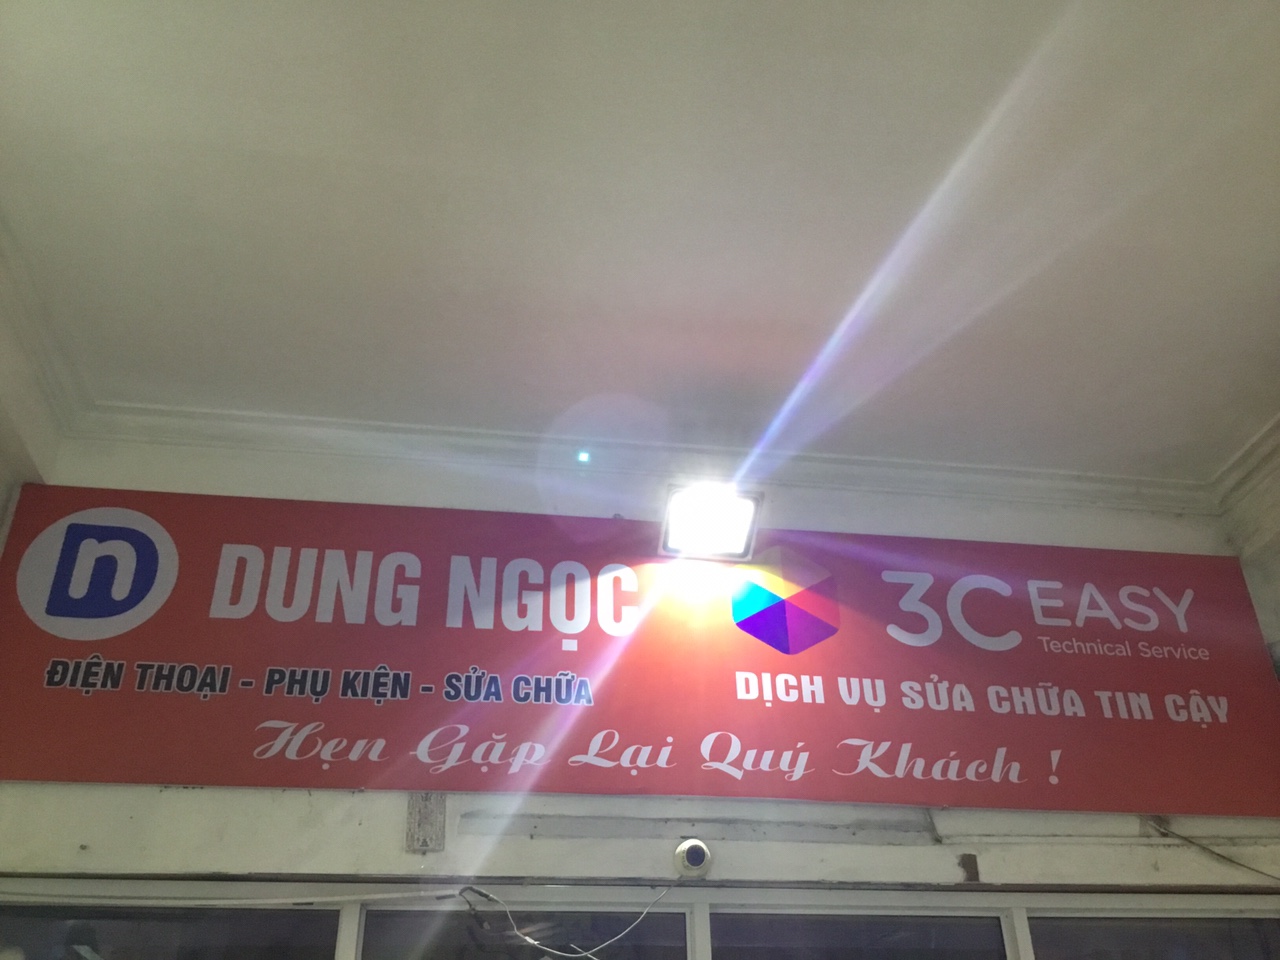 dn
DUNG NGỌC
ĐIỆN THOẠI - PHỤ KIỆN - SỬA CHỮA
3C EASY
Technical Service
DỊCH VỤ SỬA CHỮA TIN CẬY
Hẹn Gặp Lại Quý Khách !